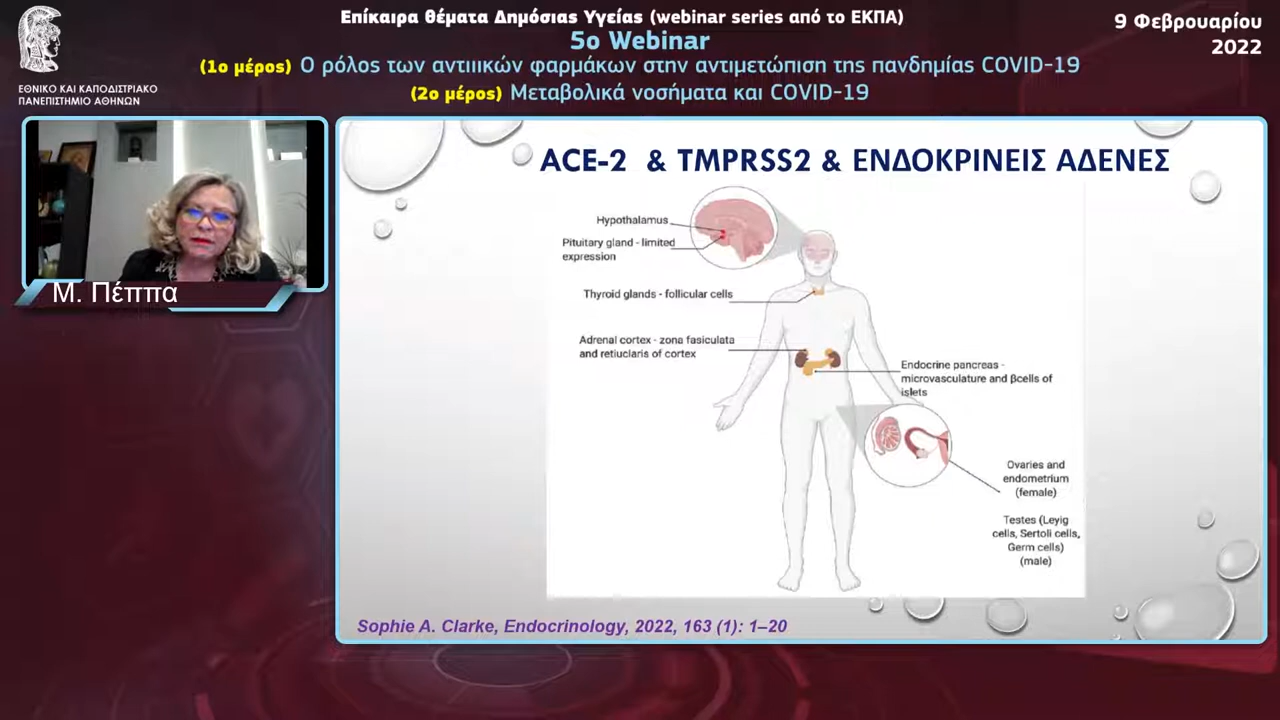 Επίκαιρα θέματα Δημόσιας Υγείας (webinar series από το ΕΚΠΑ)
5ο Webinar
(1ο μέρος) Ο ρόλος των αντιιικών φαρμάκων στην αντιμετώπιση της πανδημίας COVID-19
(2ο μέρος) Μεταβολικά νοσήματα και COVID-19
9 Φεβρουαρίου
2022
ΕΘΝΙΚΟ ΚΑΙ ΚΑΠΟΔΙΣΤΡΙΑΚΟ
ΠΑΝΕΠΙΣΤΗΜΙΟ ΑΘΗΝΩΝ
Μ. Πέππα
ACE-2 & TMPRSS2 & ΕΝΔΟΚΡΙΝΕΙΣ ΑΔΕΝΕΣ
Hypothalamus
Pituitary gland - limited
expression
Thyroid glands - follicular cells
Adrenal cortex - zona fasiculata
and retiuclaris of cortex
Endocrine pancreas -
microvasculature and βcells of
islets
Ovaries and
endometrium
(female)
Testes (Leyig
cells, Sertoli cells,
Germ cells)
(male)
Sophie A. Clarke, Endocrinology, 2022, 163 (1): 1–20